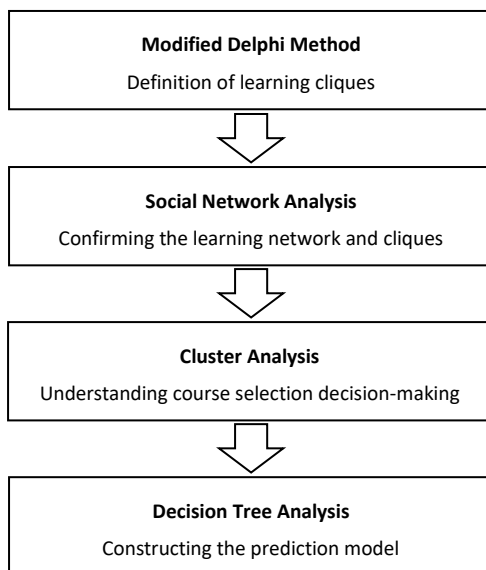 Modified Delphi Method
Definition of learning cliques
Social Network Analysis
Confirming the learning network and cliques
Cluster Analysis
Understanding course selection decision-making
Decision Tree Analysis
Constructing the prediction model